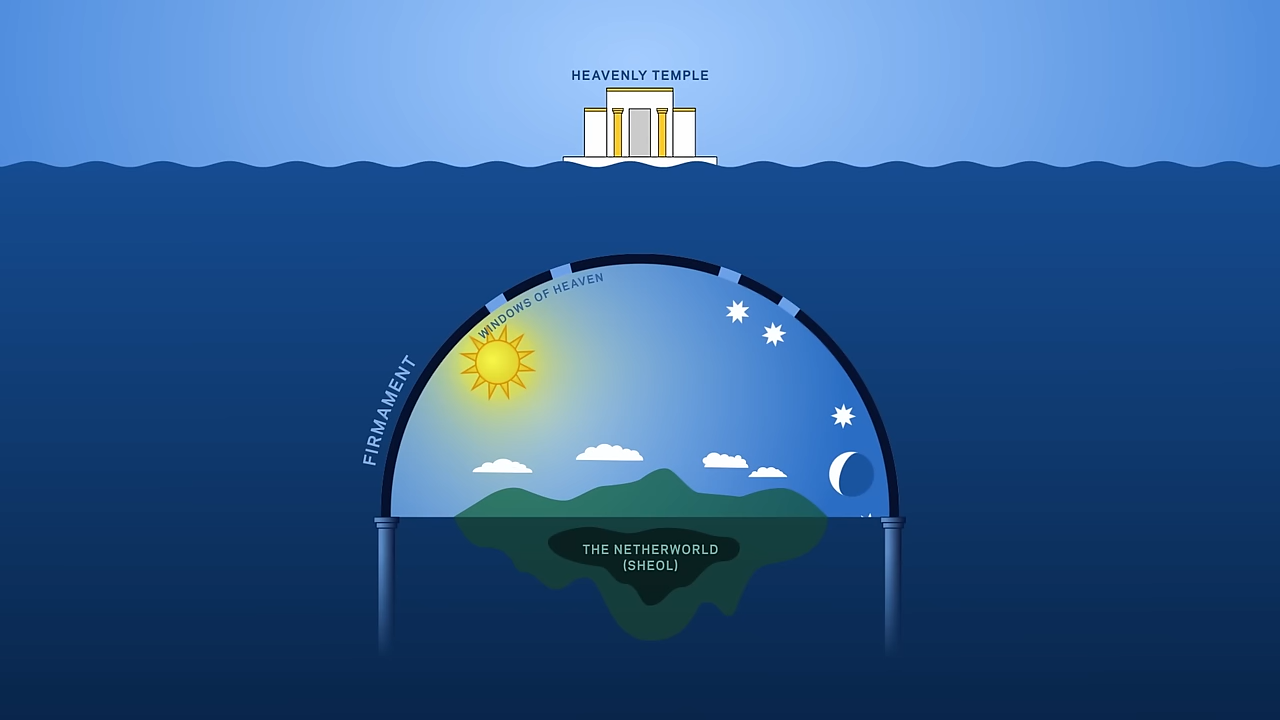 HEAVENLY TEMPLE
WINDOWS OF HEAVEN
FIRMAMENT
THE NETHERWORLD
(SHEOL)